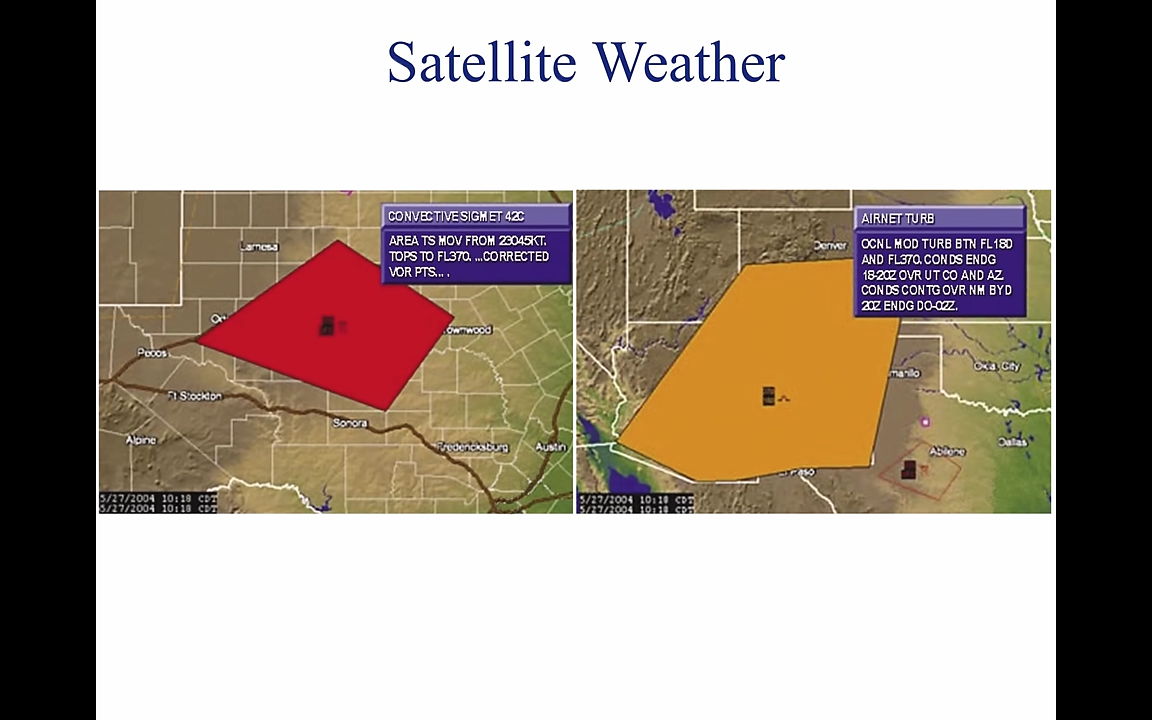 Satellite Weather
CONVECTIVE SIGMET 42C
AREA TS MOV FROM 23045KT.
TOPS TO FL370. ...CORRECTED
VOR PTS... .
Lamesa
Pecos
Ft Stockton
Sonora
Alpine
Fredericksburg
Austin
5/27/2004 10:18 CDT
5/27/2004 10:18 CDT
AIRNET TURB
OCNL MOD TURB BTN FL180
AND FL370. CONDS ENDG
18-20Z OVR UT CO AND AZ.
CONDS CONTG OVR NM BYD
20Z ENDG DO-02Z.
Denver
Okla. City
Dallas
Abilene
5/27/2004 10:18 CDT
5/27/2004 10:18 CDT